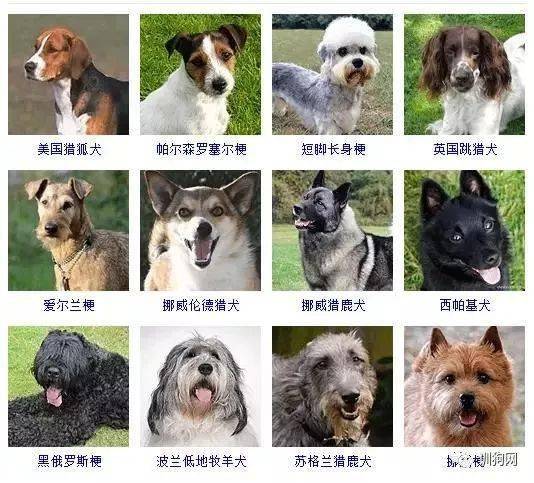 美国猎狐犬
帕尔森罗塞尔梗
短脚长身梗
英国跳猎犬
爱尔兰梗
挪威伦德猎犬
挪威猎鹿犬
西帕基犬
黑俄罗斯梗
波兰低地牧羊犬
苏格兰猎鹿犬
挪
梗
训狗网